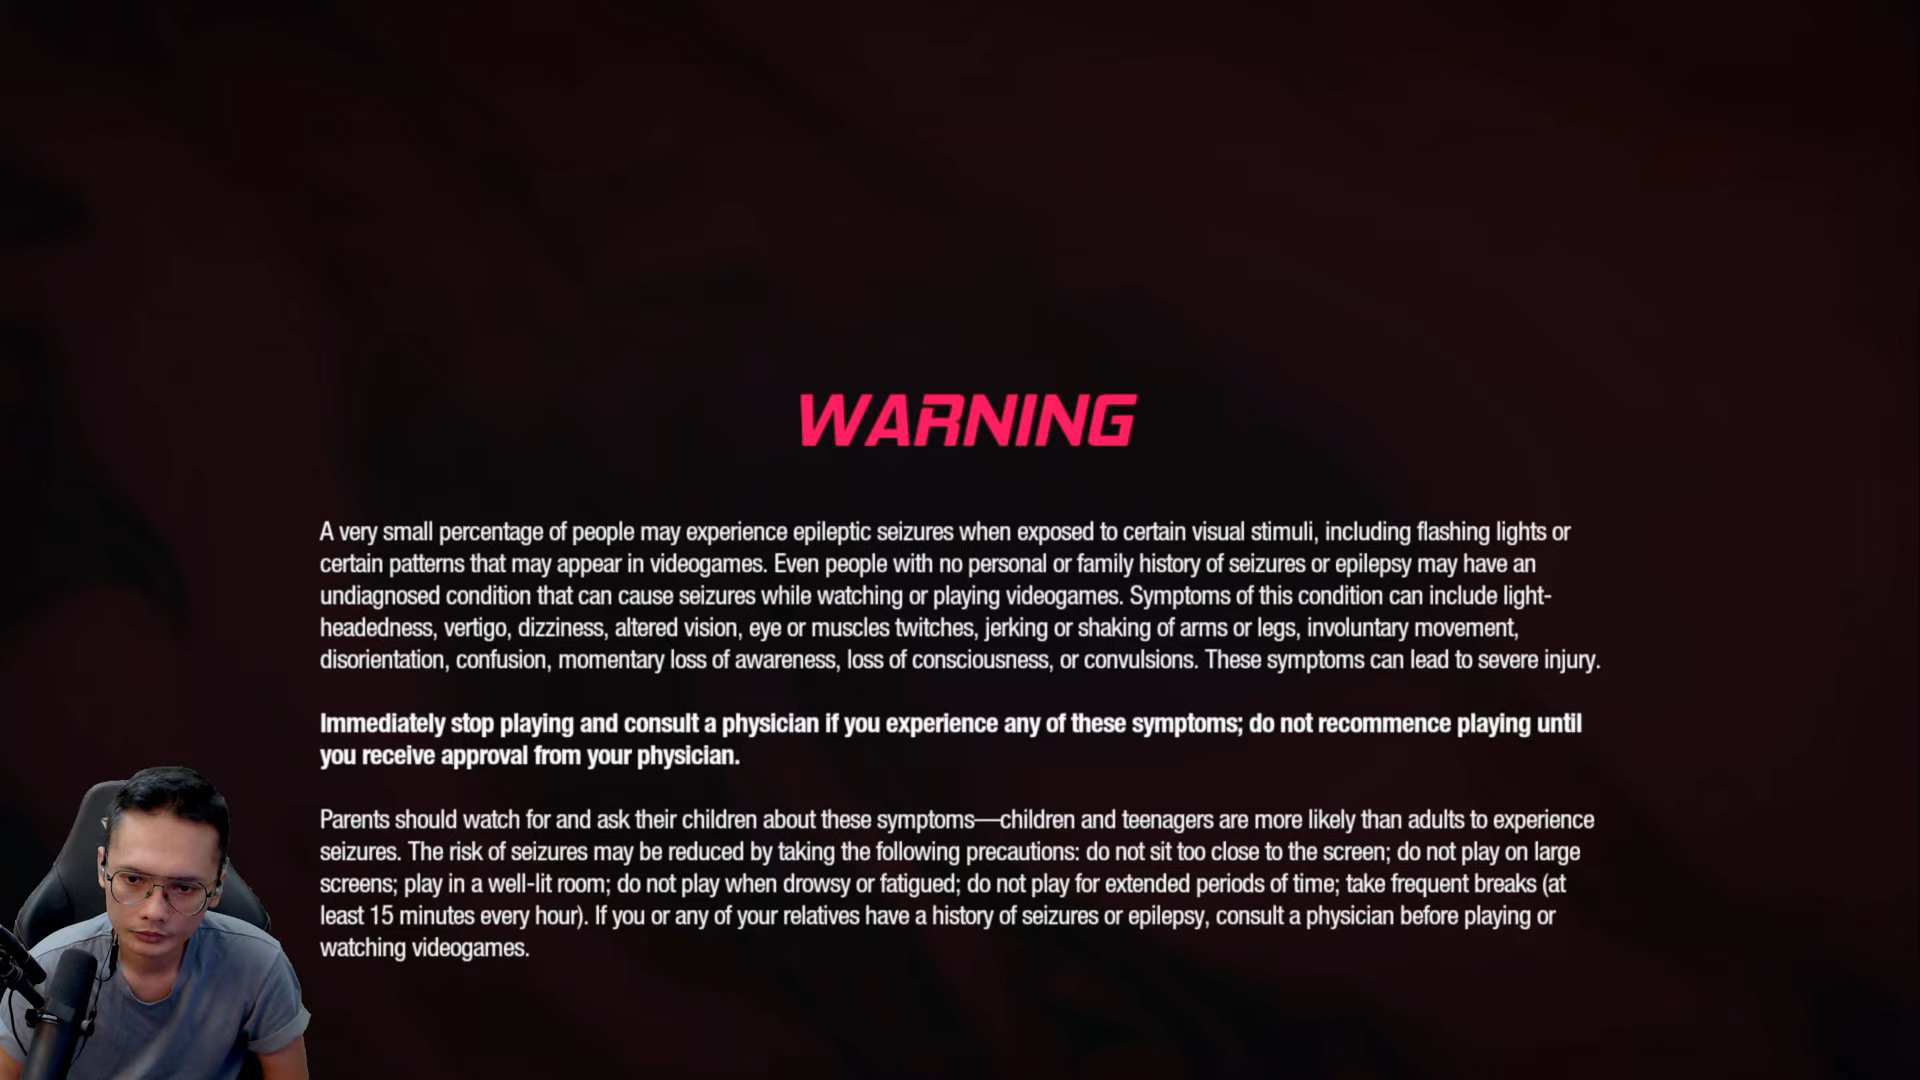 WARNING
A very small percentage of people may experience epileptic seizures when exposed to certain visual stimuli, including flashing lights or
certain patterns that may appear in videogames. Even people with no personal or family history of seizures or epilepsy may have an
undiagnosed condition that can cause seizures while watching or playing videogames. Symptoms of this condition can include light-
headedness, vertigo, dizziness, altered vision, eye or muscles twitches, jerking or shaking of arms or legs, involuntary movement,
disorientation, confusion, momentary loss of awareness, loss of consciousness, or convulsions. These symptoms can lead to severe injury.
Immediately stop playing and consult a physician if you experience any of these symptoms; do not recommence playing until
you receive approval from your physician.
Parents should watch for and ask their children about these symptoms—children and teenagers are more likely than adults to experience
seizures. The risk of seizures may be reduced by taking the following precautions: do not sit too close to the screen; do not play on large
screens; play in a well-lit room; do not play when drowsy or fatigued; do not play for extended periods of time; take frequent breaks (at
least 15 minutes every hour). If you or any of your relatives have a history of seizures or epilepsy, consult a physician before playing or
watching videogames.